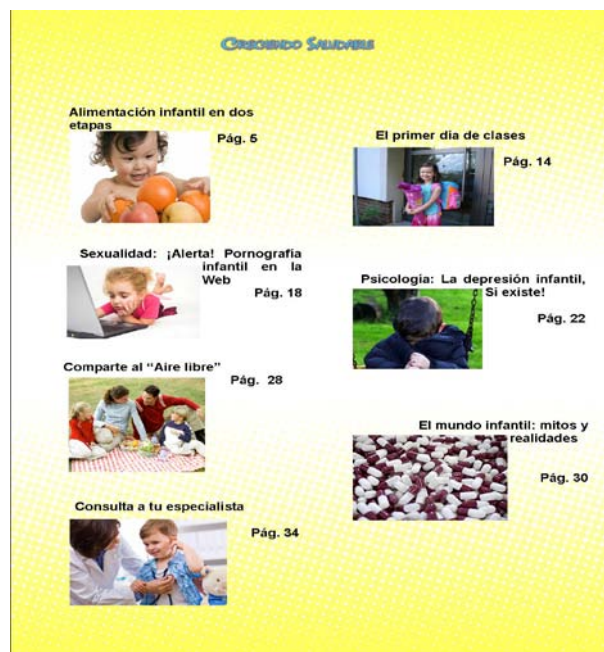 CRECIENDO SALUDABLE
Alimentación infantil en dos
etapas
Pág. 5
El primer día de clases
Pág. 14
Sexualidad: ¡Alerta! Pornografía
infantil en la
Web
Pág. 18
Psicología: La depresión infantil,
Si existe!
Pág. 22
Comparte al “Aire libre”
Pág. 28
El mundo infantil: mitos y
realidades
Pág. 30
Consulta a tu especialista
Pág. 34